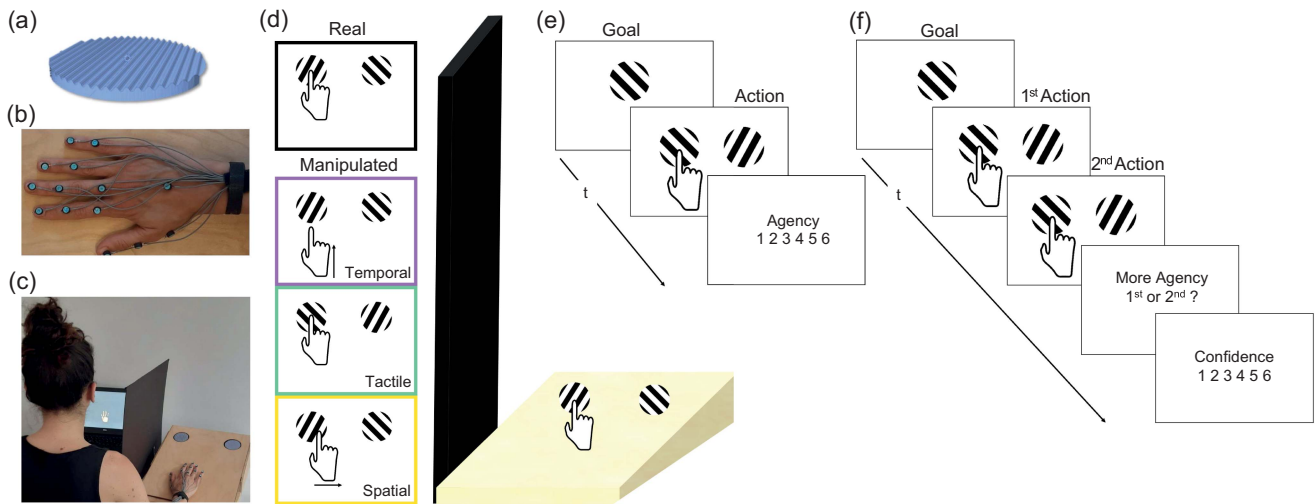 (a)
(b)
(c)
(d)
Real
Manipulated
Temporal
Tactile
Spatial
(e)
Goal
Action
t
Agency
1 2 3 4 5 6
(f)
Goal
1st Action
2nd Action
t
More Agency
1st or 2nd ?
Confidence
1 2 3 4 5 6